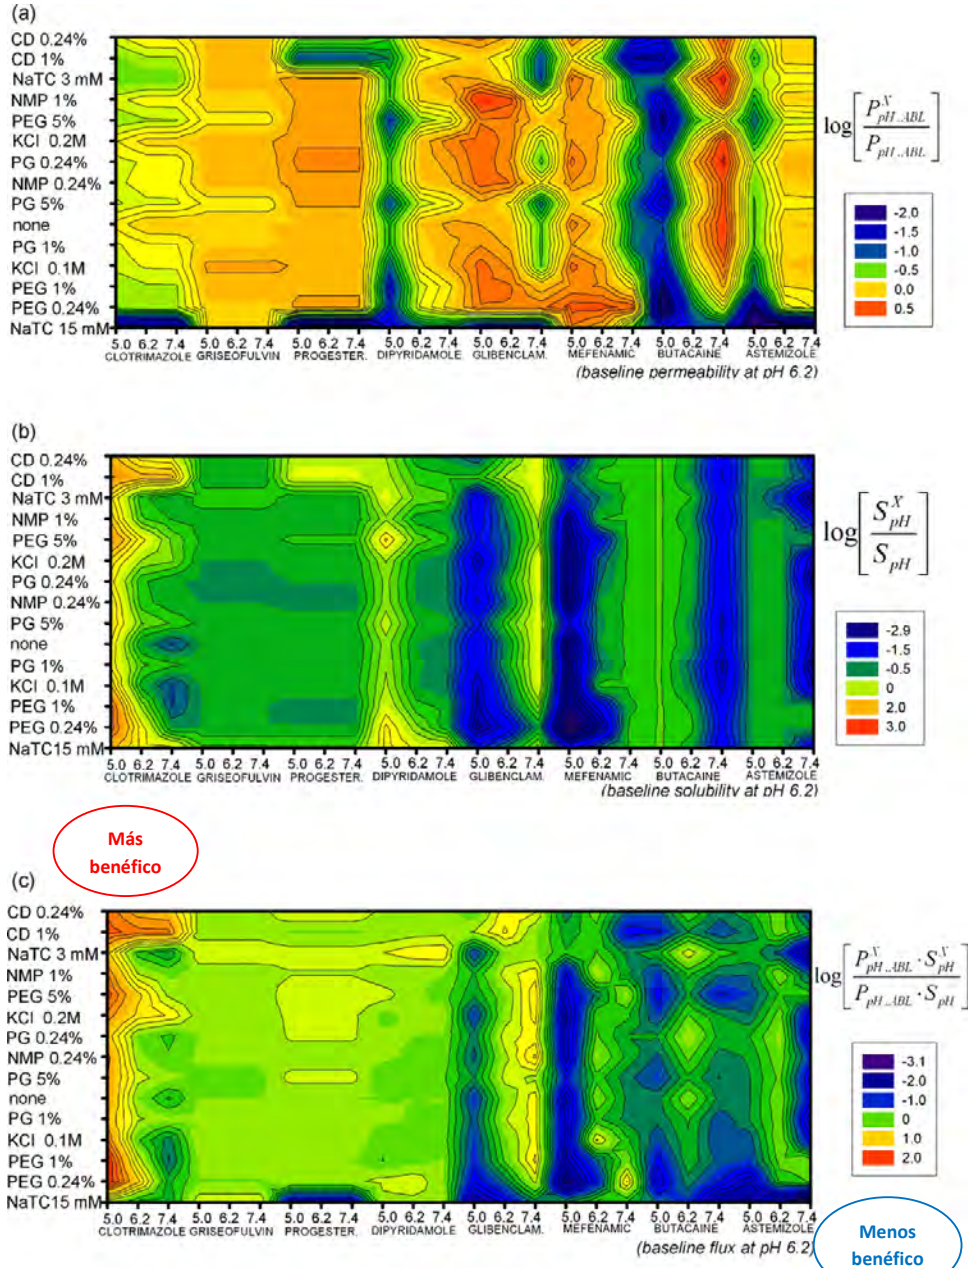 (a)
CD 0.24%
CD 1%
NaTC 3 mM
NMP 1%
PEG 5%
KCl 0.2M
PG 0.24%
NMP 0.24%
PG 5%
none
PG 1%
KCl 0.1M
PEG 1%
PEG 0.24%
NaTC 15 mM
5.0 6.2 7.4 5.0 6.2 7.4 5.0 6.2 7.4 5.0 6.2 7.4 5.0 6.2 7.4 5.0 6.2 7.4 5.0 6.2 7.4 5.0 6.2 7.4
CLOTRIMAZOLE GRISEOFULVIN PROGESTER. DIPYRIDAMOLE GLIBENCLAM. MEFENAMIC BUTACAINE ASTEMIZOLE
(baseline permeability at pH 6.2)
log[P^X_pH..ABL / P_pH..ABL]
-2.0
-1.5
-1.0
-0.5
0.0
0.5
(b)
CD 0.24%
CD 1%
NaTC 3 mM
NMP 1%
PEG 5%
KCl 0.2M
PG 0.24%
NMP 0.24%
PG 5%
none
PG 1%
KCl 0.1M
PEG 1%
PEG 0.24%
NaTC15 mM
5.0 6.2 7.4 5.0 6.2 7.4 5.0 6.2 7.4 5.0 6.2 7.4 5.0 6.2 7.4 5.0 6.2 7.4 5.0 6.2 7.4 5.0 6.2 7.4
CLOTRIMAZOLE GRISEOFULVIN PROGESTER. DIPYRIDAMOLE GLIBENCLAM. MEFENAMIC BUTACAINE ASTEMIZOLE
(baseline solubility at pH 6.2)
log[S^X_pH / S_pH]
-2.9
-1.5
-0.5
0
2.0
3.0
Más
benéfico
(c)
CD 0.24%
CD 1%
NaTC 3 mM
NMP 1%
PEG 5%
KCl 0.2M
PG 0.24%
NMP 0.24%
PG 5%
none
PG 1%
KCl 0.1M
PEG 1%
PEG 0.24%
NaTC15 mM
5.0 6.2 7.4 5.0 6.2 7.4 5.0 6.2 7.4 5.0 6.2 7.4 5.0 6.2 7.4 5.0 6.2 7.4 5.0 6.2 7.4 5.0 6.2 7.4
CLOTRIMAZOLE GRISEOFULVIN PROGESTER. DIPYRIDAMOLE GLIBENCLAM. MEFENAMIC BUTACAINE ASTEMIZOLE
(baseline flux at pH 6.2)
log[P^X_pH..ABL · S^X_pH / P_pH..ABL · S_pH]
-3.1
-2.0
-1.0
0
1.0
2.0
Menos
benéfico